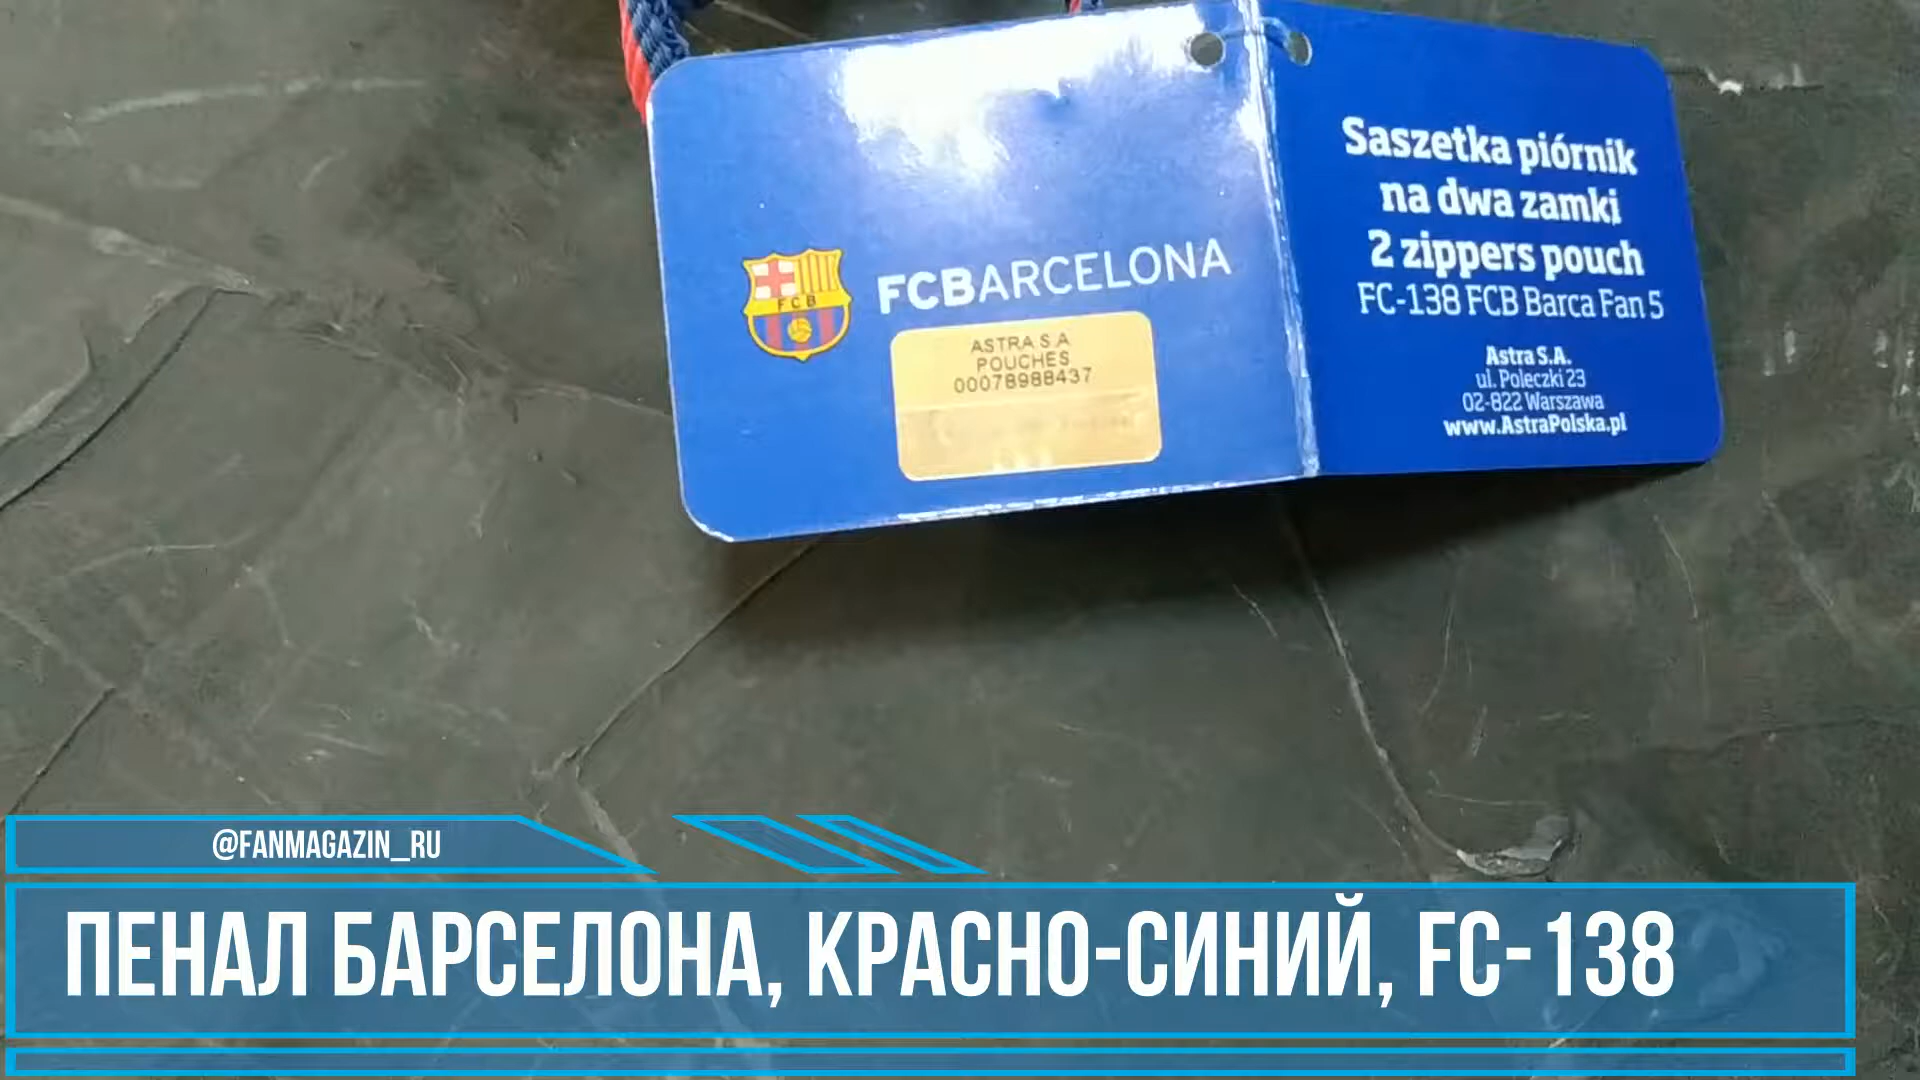 FCB
FCBARCELONA
ASTRA S.A
POUCHES
00078988437
Saszetka piórnik
na dwa zamki
2 zippers pouch
FC-138 FCB Barca Fan 5
Astra S.A.
ul. Poleczki 23
02-822 Warszawa
www.AstraPolska.pl
@FANMAGAZIN_RU
ПЕНАЛ БАРСЕЛОНА, КРАСНО-СИНИЙ, FC-138